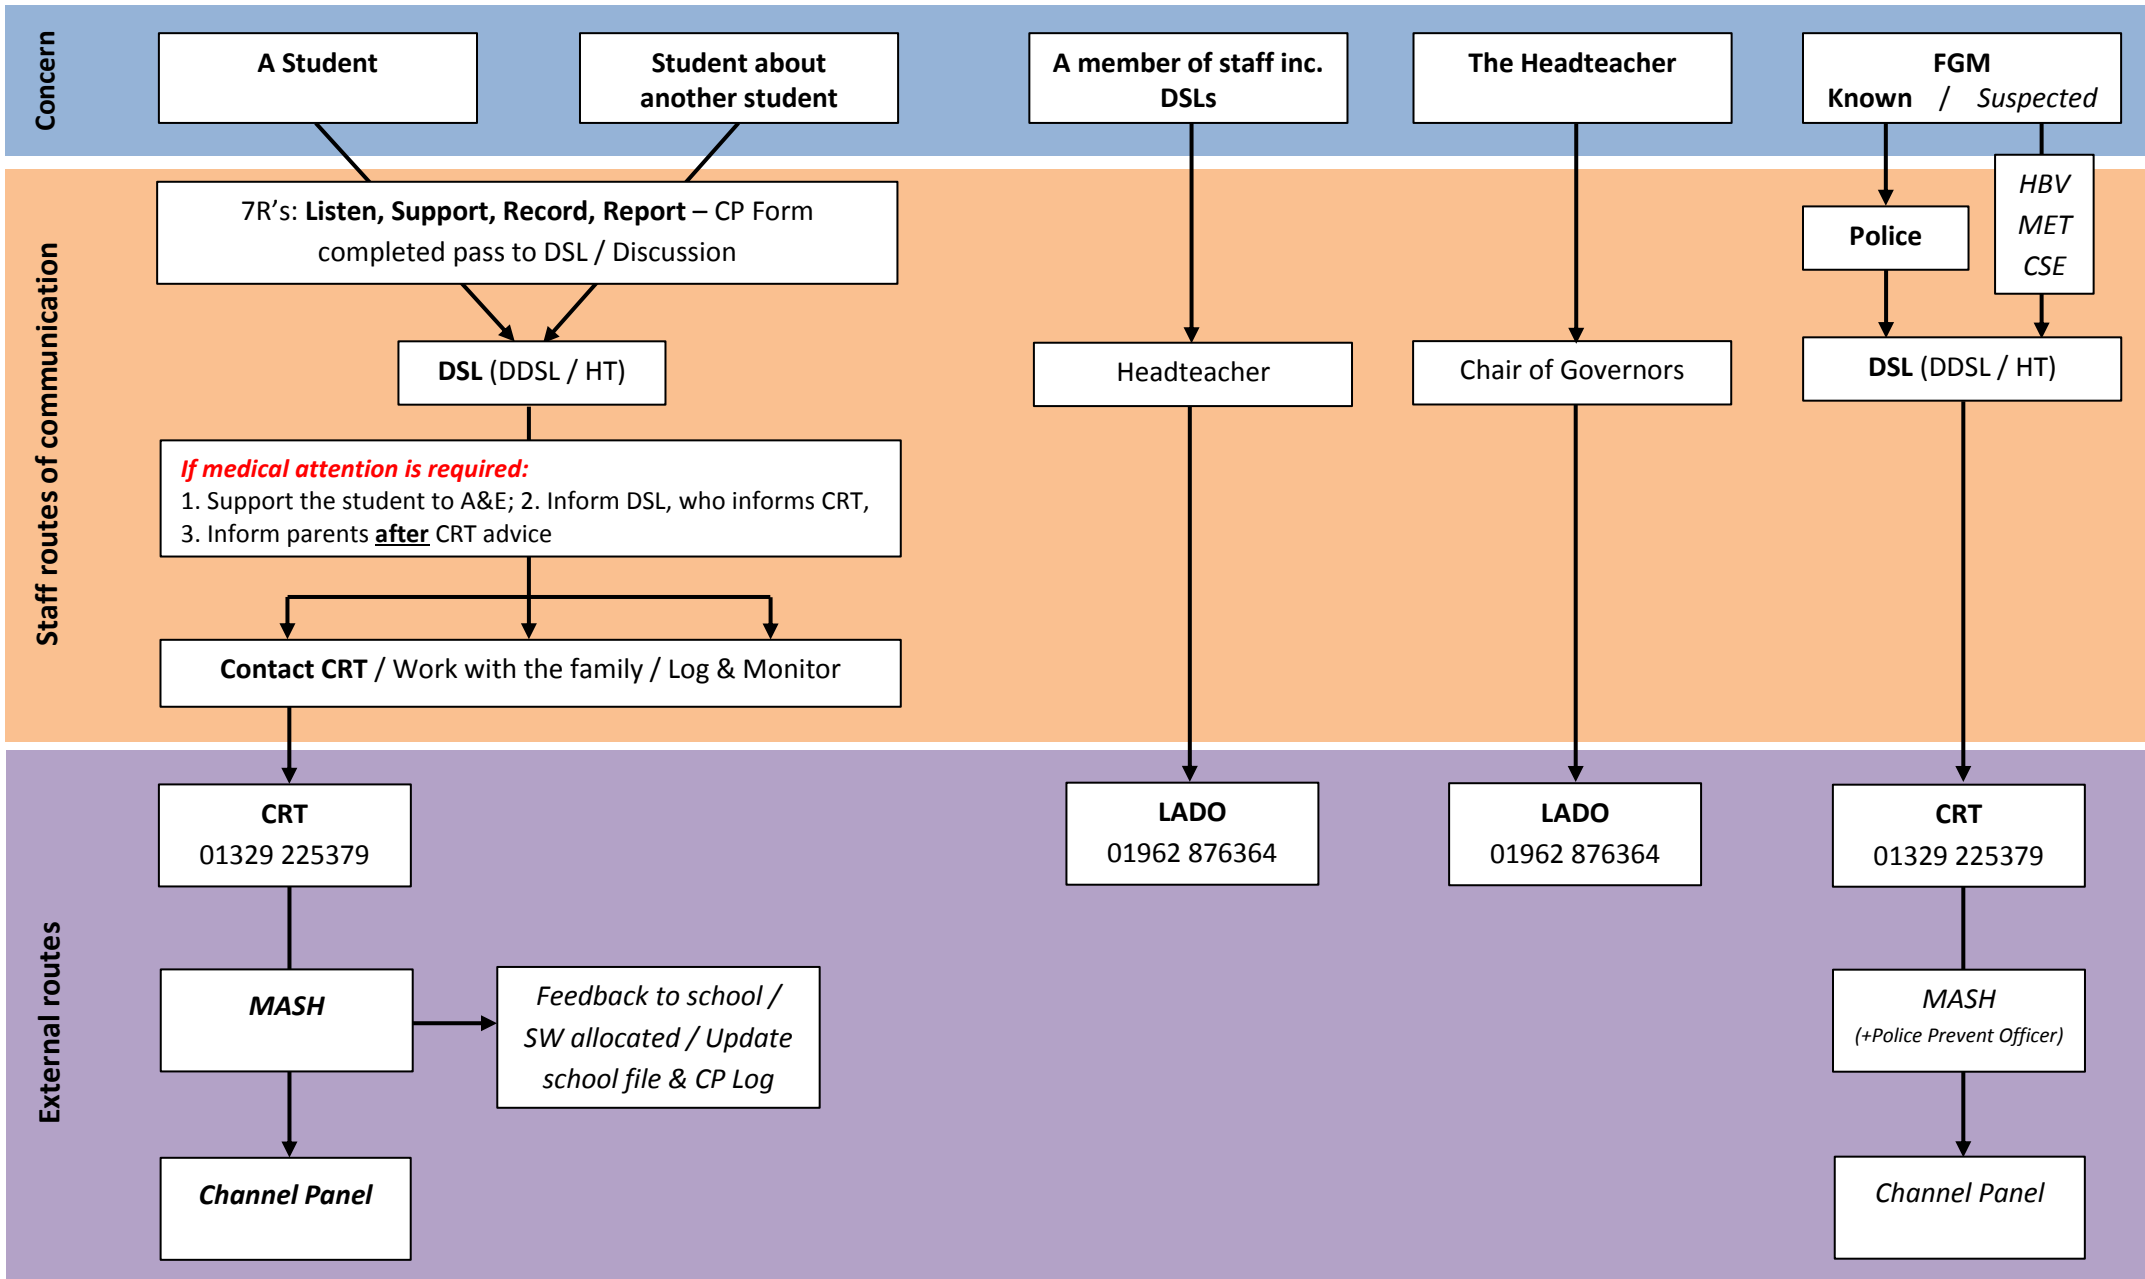 Concern
A Student
Student about
another student
A member of staff inc.
DSLs
The Headteacher
FGM
Known / Suspected
Staff routes of communication
7R’s: Listen, Support, Record, Report – CP Form
completed pass to DSL / Discussion
Police
HBV
MET
CSE
DSL (DDSL / HT)
Headteacher
Chair of Governors
DSL (DDSL / HT)
If medical attention is required:
1. Support the student to A&E; 2. Inform DSL, who informs CRT,
3. Inform parents after CRT advice
Contact CRT / Work with the family / Log & Monitor
External routes
CRT
01329 225379
LADO
01962 876364
LADO
01962 876364
CRT
01329 225379
MASH
Feedback to school /
SW allocated / Update
school file & CP Log
MASH
(+Police Prevent Officer)
Channel Panel
Channel Panel